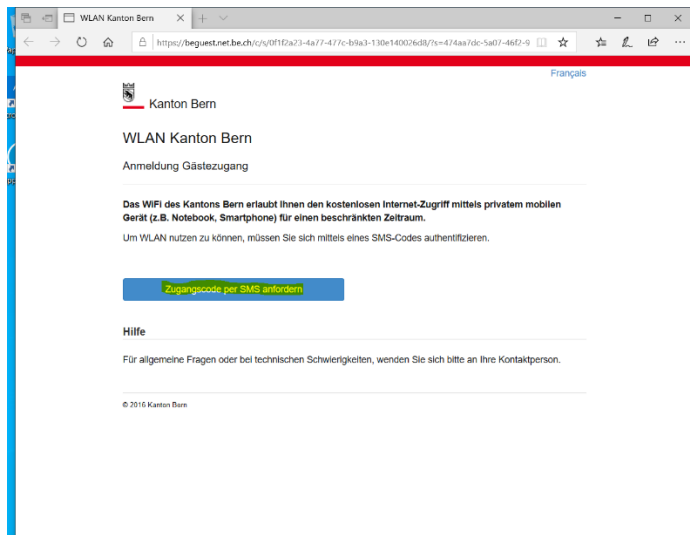 WLAN Kanton Bern
https://beguest.net.be.ch/c/s/0f1f2a23-4a77-477c-b9a3-130e140026d8/?s=474aa7dc-5a07-46f2-9
Français
Kanton Bern
WLAN Kanton Bern
Anmeldung Gästezugang
Das WiFi des Kantons Bern erlaubt Ihnen den kostenlosen Internet-Zugriff mittels privatem mobilen
Gerät (z.B. Notebook, Smartphone) für einen beschränkten Zeitraum.
Um WLAN nutzen zu können, müssen Sie sich mittels eines SMS-Codes authentifizieren.
Zugangscode per SMS anfordern
Hilfe
Für allgemeine Fragen oder bei technischen Schwierigkeiten, wenden Sie sich bitte an Ihre Kontaktperson.
© 2016 Kanton Bern